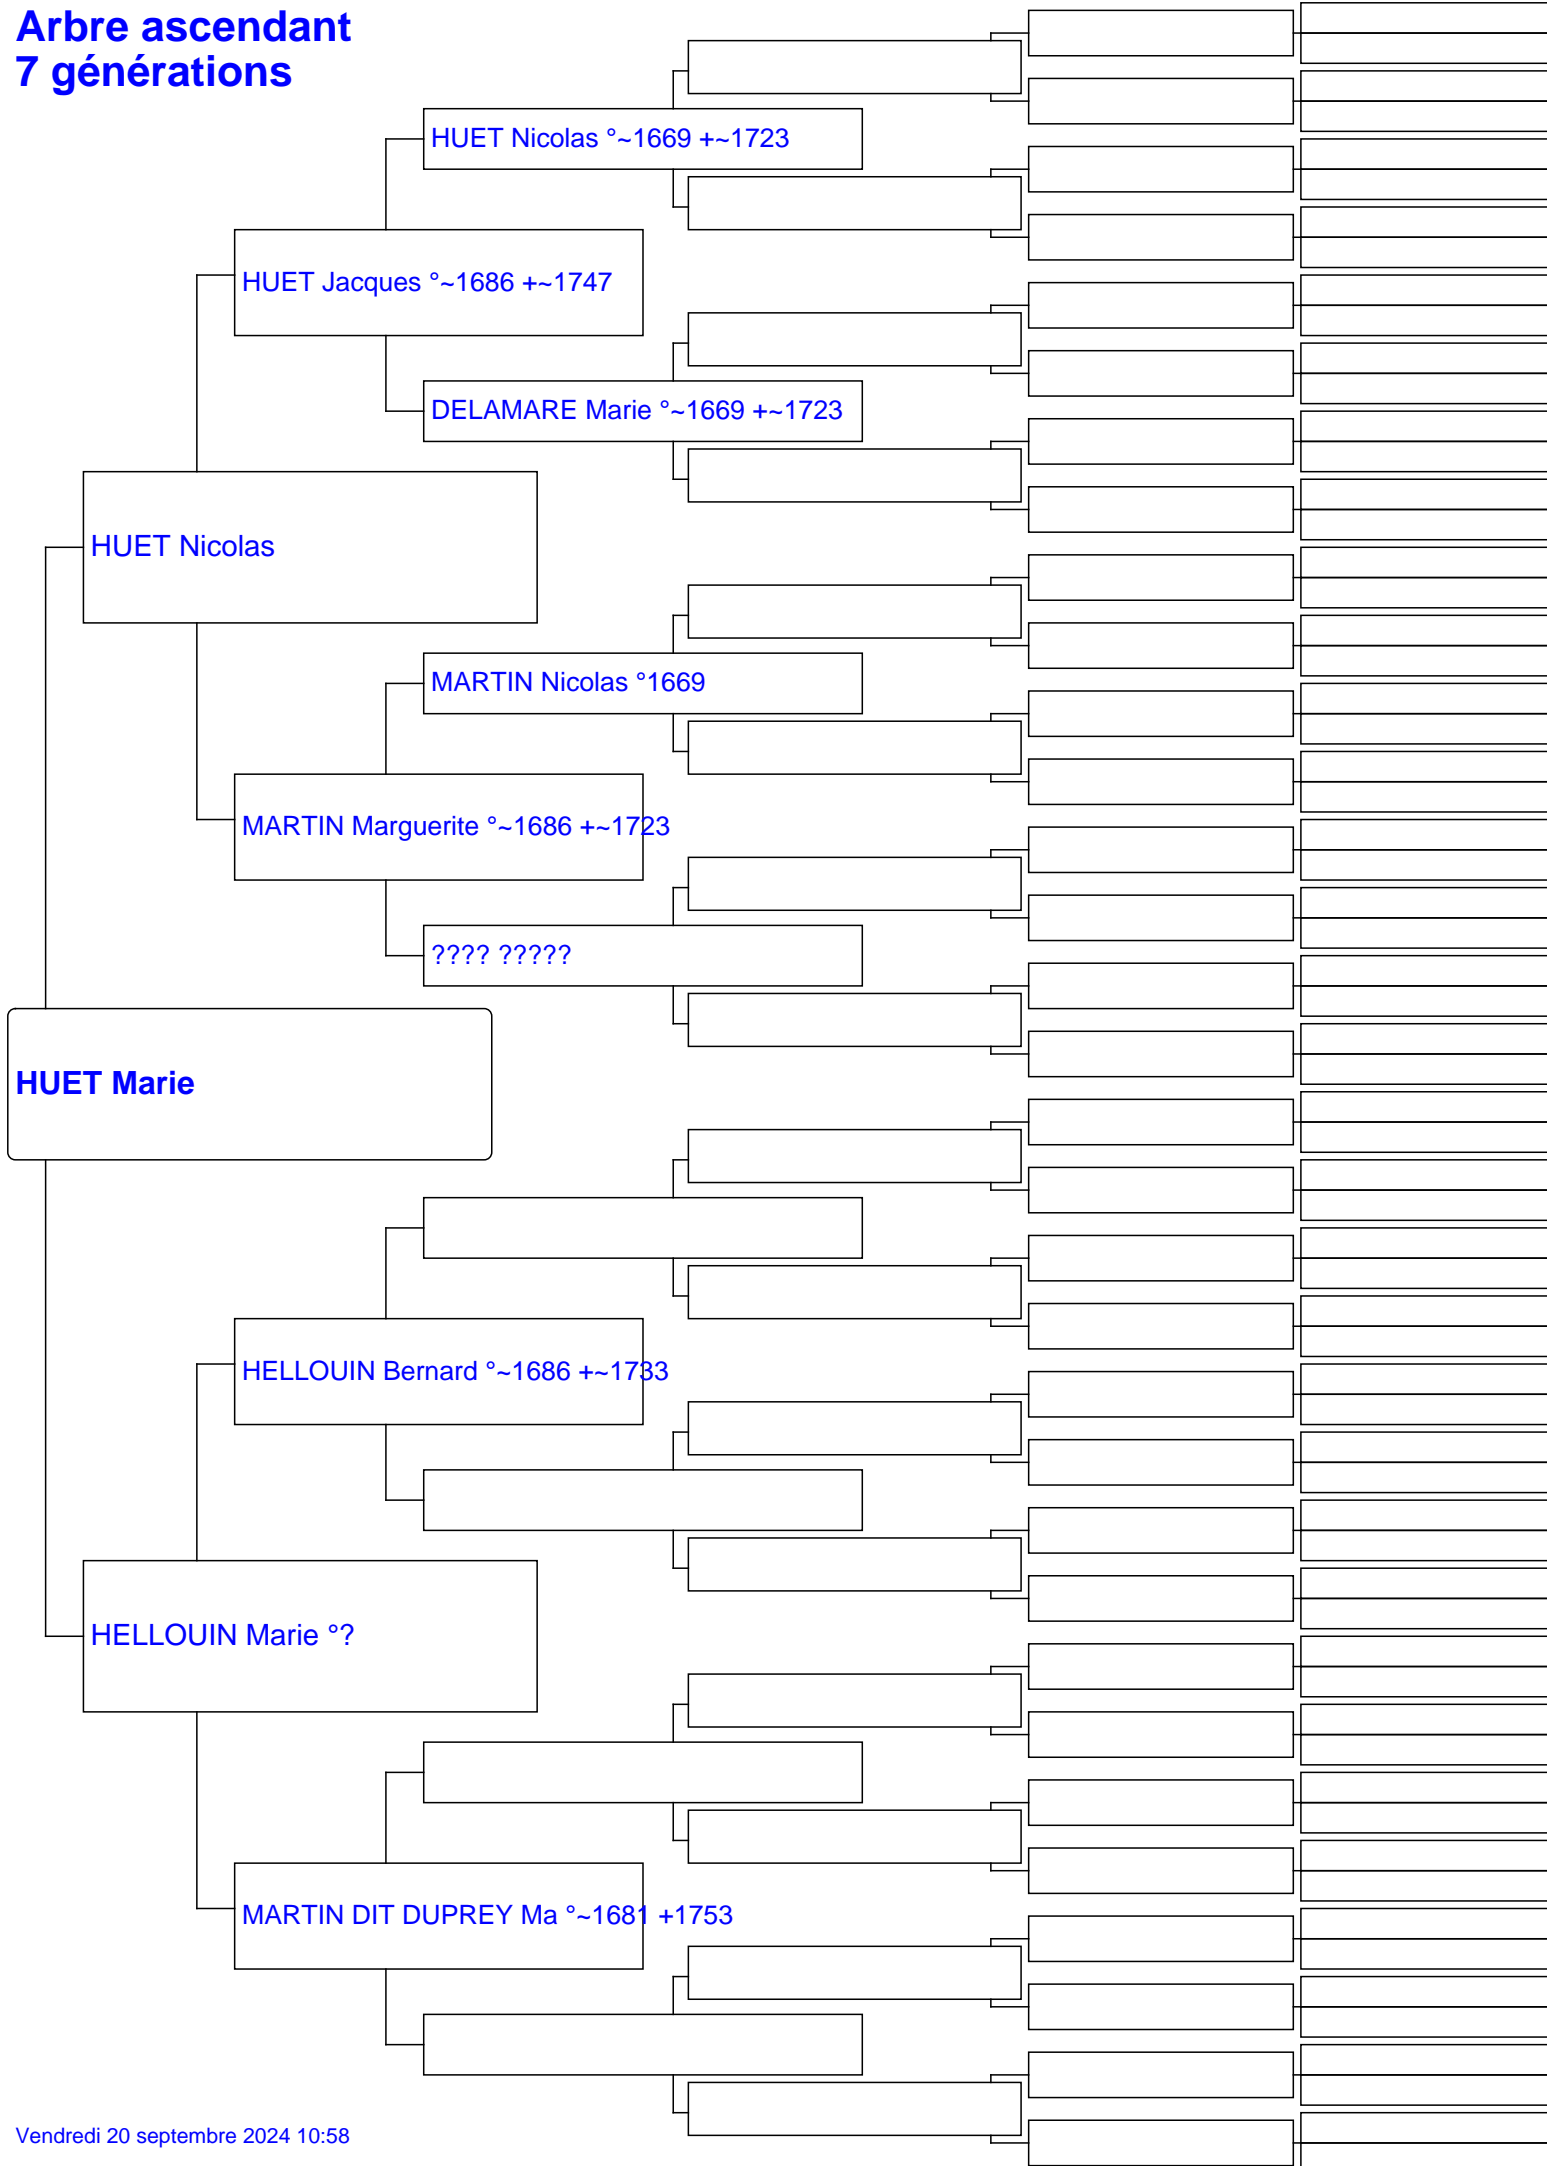 Arbre ascendant
7 générations
HUET Nicolas °~1669 +~1723
HUET Jacques °~1686 +~1747
DELAMARE Marie °~1669 +~1723
HUET Nicolas
MARTIN Nicolas °1669
MARTIN Marguerite °~1686 +~1723
???? ?????
HUET Marie
HELLOUIN Bernard °~1686 +~1733
HELLOUIN Marie °?
MARTIN DIT DUPREY Ma °~1681 +1753
Vendredi 20 septembre 2024 10:58